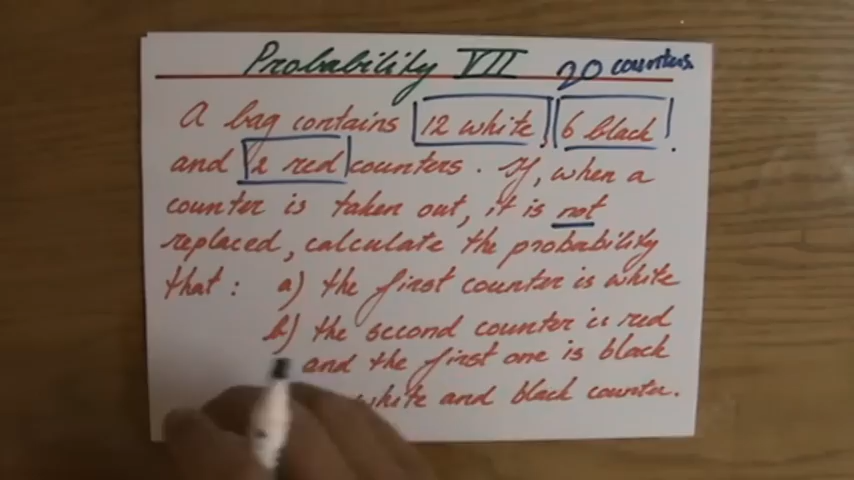 Probability VII 20 counters
A bag contains 12 white, 6 black
and 2 red counters. If, when a
counter is taken out, it is not
replaced, calculate the probability
that : a) the first counter is white
b) the second counter is red
and the first one is black
white and black counter.